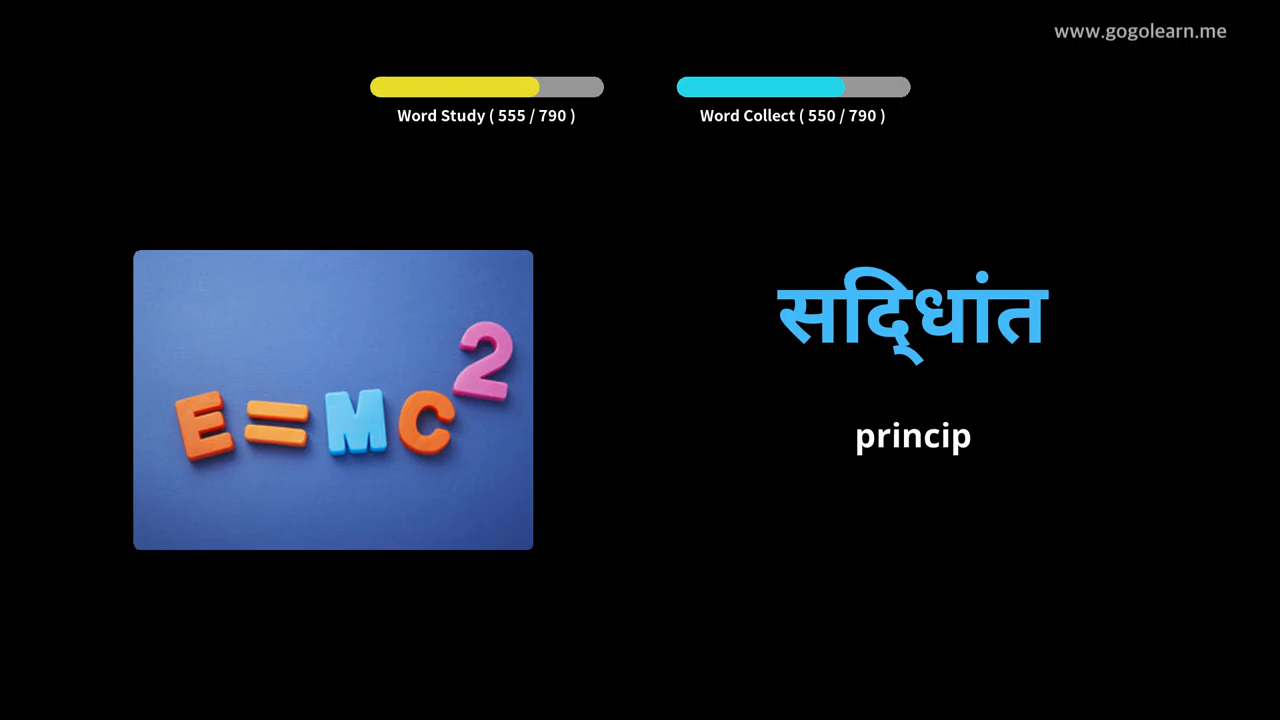 www.gogolearn.me
Word Study ( 555 / 790 )
Word Collect ( 550 / 790 )
E=MC2
सद्धिांत
princip